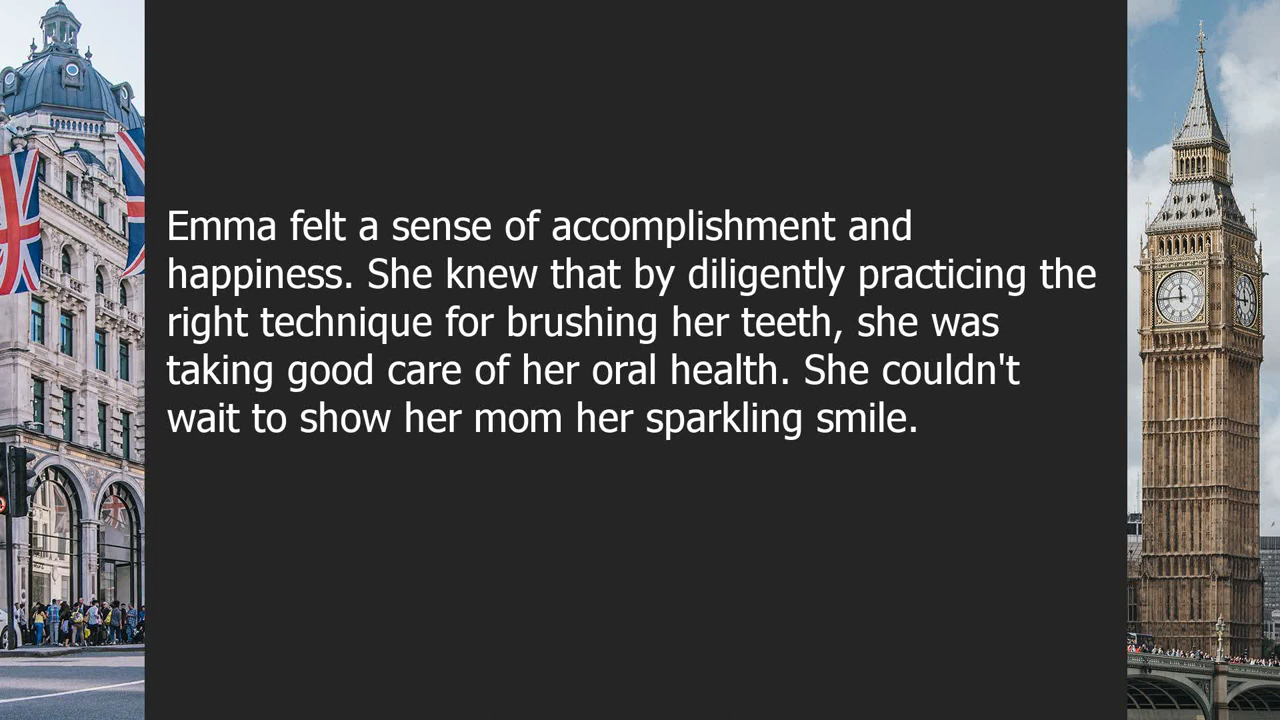 Emma felt a sense of accomplishment and
happiness. She knew that by diligently practicing the
right technique for brushing her teeth, she was
taking good care of her oral health. She couldn't
wait to show her mom her sparkling smile.